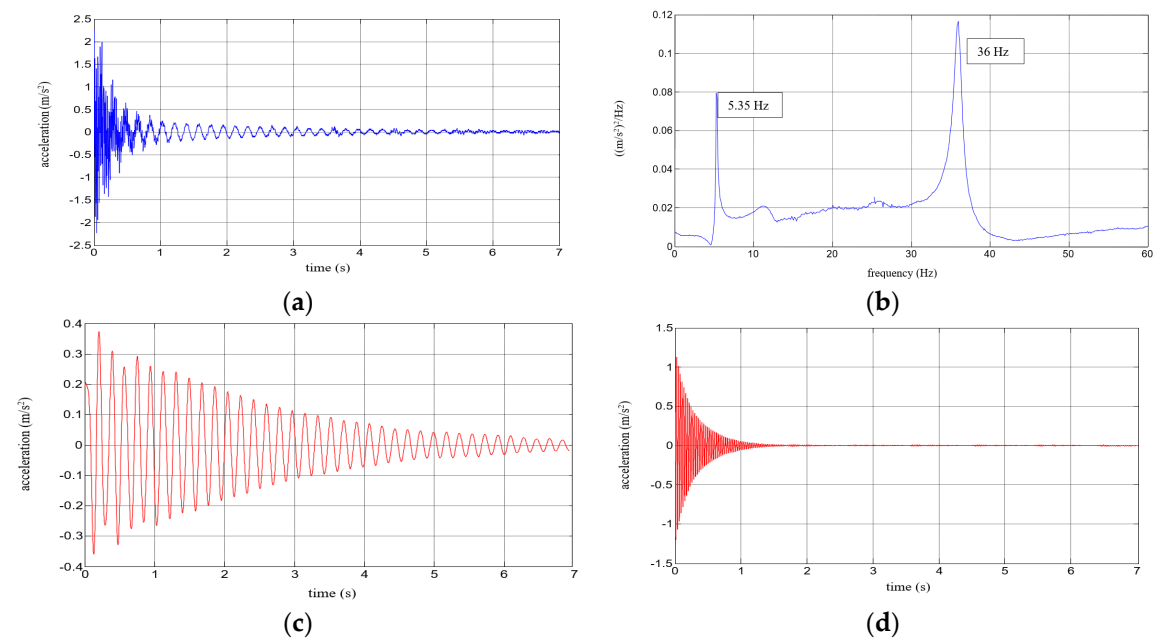 2.5
2
1.5
1
0.5
0
-0.5
-1
-1.5
-2
2.5
acceleration (m/s²)
0 1 2 3 4 5 6 7
time (s)
(a)
0.12
0.1
0.08
0.06
0.04
0.02
0
((m/s²)²/Hz)
5.35 Hz
36 Hz
0 10 20 30 40 50 60
frequency (Hz)
(b)
0.4
0.3
0.2
0.1
0
-0.1
-0.2
-0.3
-0.4
acceleration (m/s²)
0 1 2 3 4 5 6 7
time (s)
(c)
1.5
1
0.5
0
-0.5
-1
-1.5
acceleration (m/s²)
0 1 2 3 4 5 6 7
time (s)
(d)